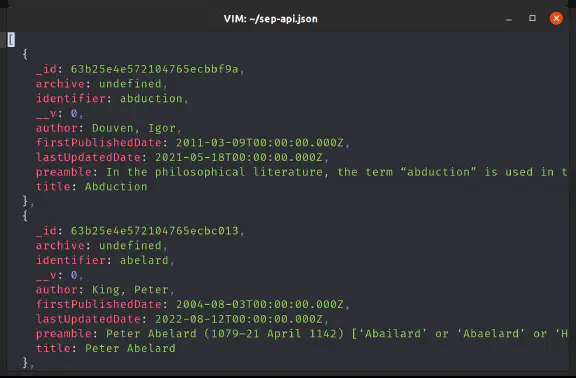 VIM: ~/sep-api.json
[
{
_id: 63b25e4e572104765ecbbf9a,
archive: undefined,
identifier: abduction,
__v: 0,
author: Douven, Igor,
firstPublishedDate: 2011-03-09T00:00:00.000Z,
lastUpdatedDate: 2021-05-18T00:00:00.000Z,
preamble: In the philosophical literature, the term “abduction” is used in t
title: Abduction
},
{
_id: 63b25e4e572104765ecbc013,
archive: undefined,
identifier: abelard,
__v: 0,
author: King, Peter,
firstPublishedDate: 2004-08-03T00:00:00.000Z,
lastUpdatedDate: 2022-08-12T00:00:00.000Z,
preamble: Peter Abelard (1079–21 April 1142) [‘Abailard’ or ‘Abaelard’ or ‘H
title: Peter Abelard
},